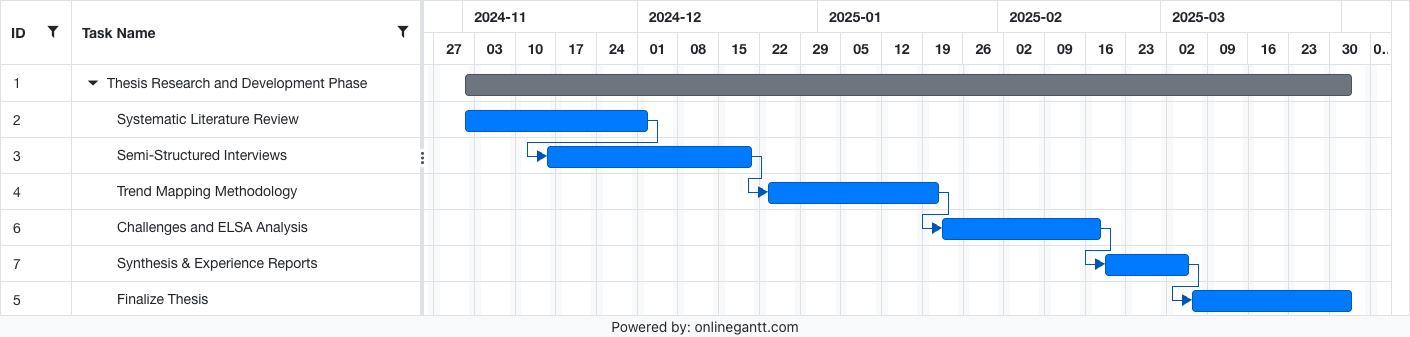 ID Task Name 2024-11 2024-12 2025-01 2025-02 2025-03
27 03 10 17 24 01 08 15 22 29 05 12 19 26 02 09 16 23 02 09 16 23 30 0..
1 Thesis Research and Development Phase
2 Systematic Literature Review
3 Semi-Structured Interviews
4 Trend Mapping Methodology
6 Challenges and ELSA Analysis
7 Synthesis & Experience Reports
5 Finalize Thesis
Powered by: onlinegantt.com